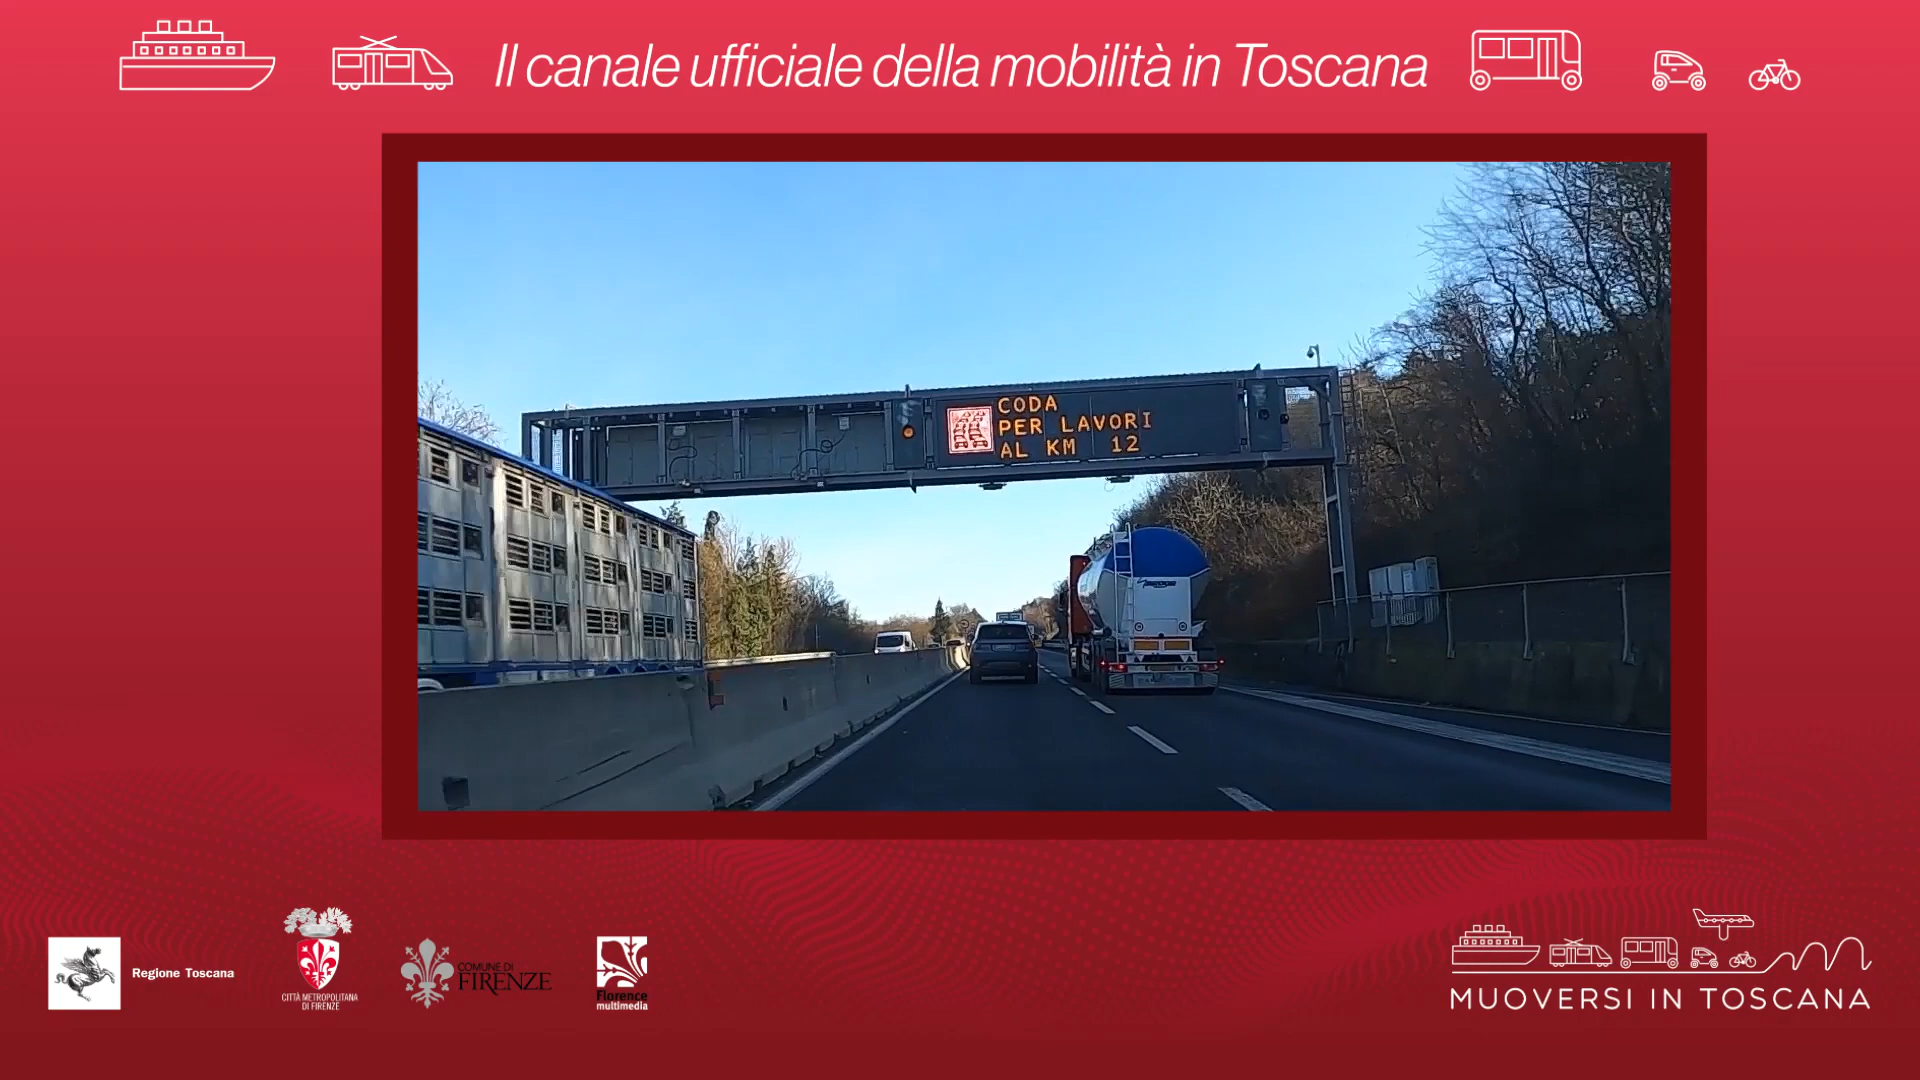 Il canale ufficiale della mobilità in Toscana
CODA
PER LAVORI
AL KM 12
Regione Toscana
CITTÀ METROPOLITANA
DI FIRENZE
COMUNE DI
FIRENZE
Florence
multimedia
MUOVERSI IN TOSCANA